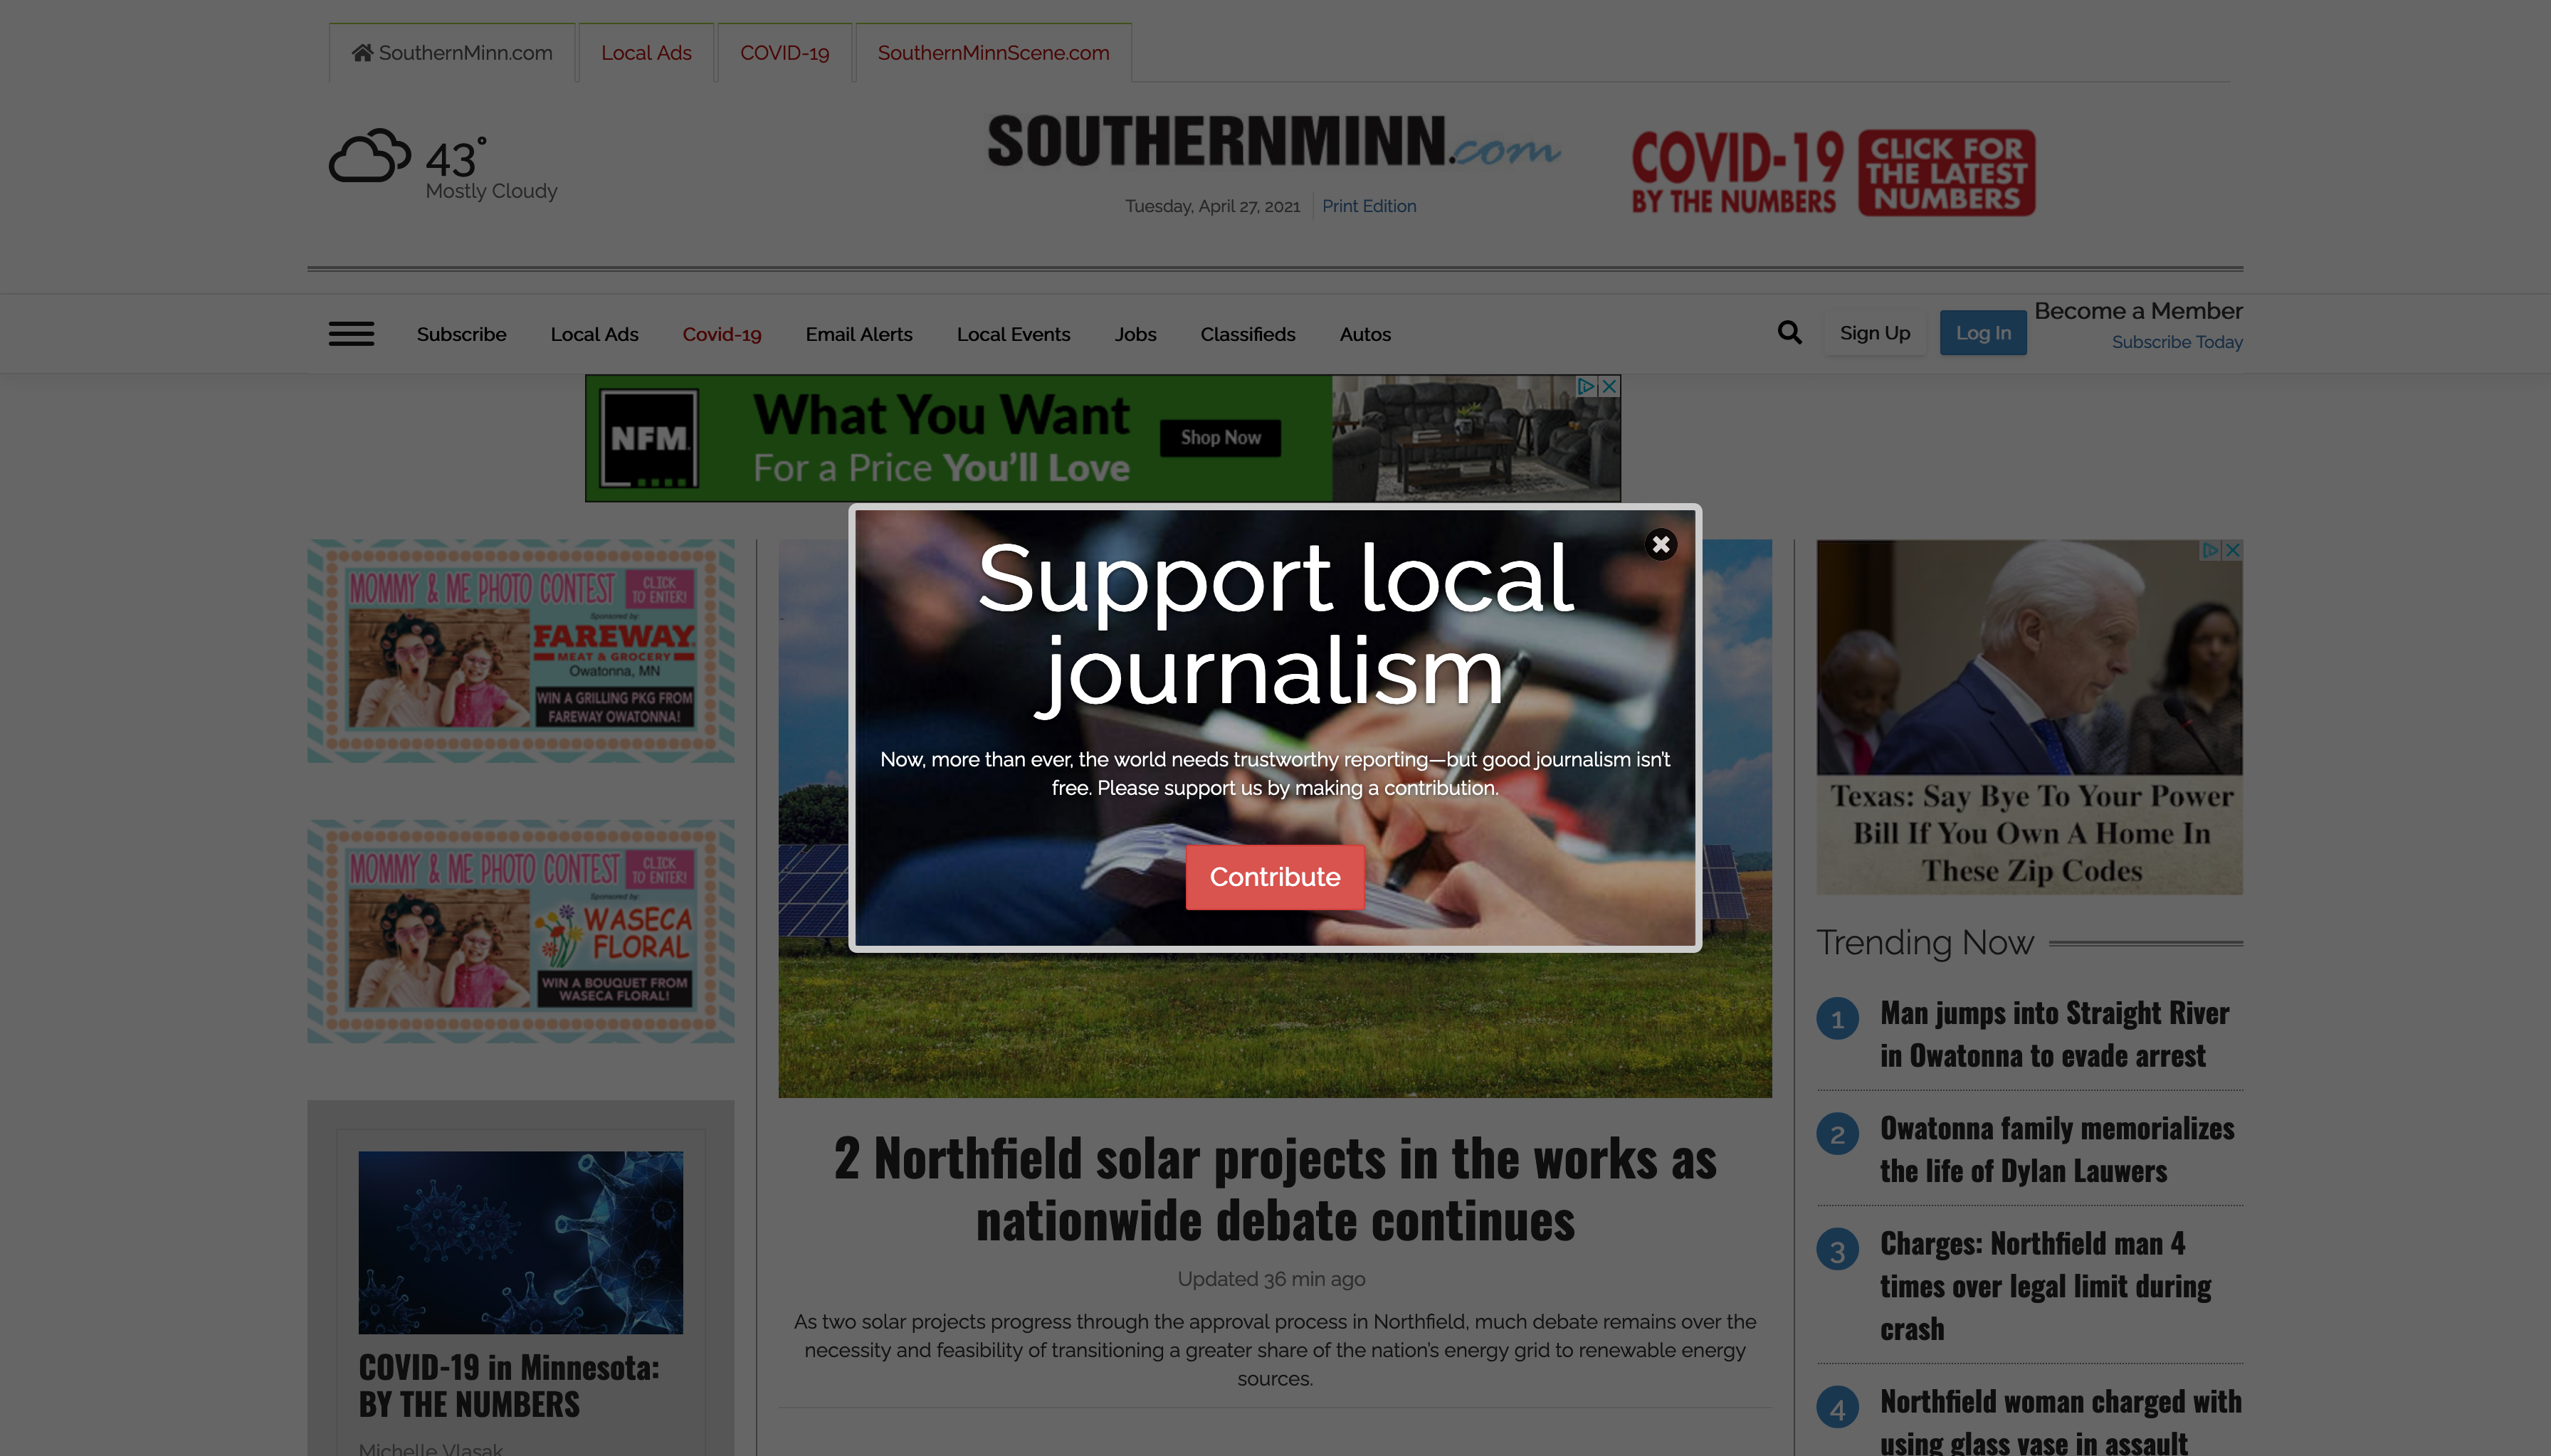 SouthernMinn.com
Local Ads
COVID-19
SouthernMinnScene.com
43°
Mostly Cloudy
SOUTHERNMINN.com
Tuesday, April 27, 2021
Print Edition
COVID-19
BY THE NUMBERS
CLICK FOR
THE LATEST
NUMBERS
Subscribe
Local Ads
Covid-19
Email Alerts
Local Events
Jobs
Classifieds
Autos
Sign Up
Log In
Become a Member
Subscribe Today
NFM
What You Want
For a Price You'll Love
Shop Now
Support local
journalism
Now, more than ever, the world needs trustworthy reporting—but good journalism isn't
free. Please support us by making a contribution.
Contribute
MOMMY & ME PHOTO CONTEST
CLICK
TO ENTER!
Sponsored by:
FAREWAY
MEAT & GROCERY
Owatonna, MN
WIN A GRILLING PKG FROM
FAREWAY OWATONNA!
MOMMY & ME PHOTO CONTEST
CLICK
TO ENTER!
Sponsored by:
WASECA
FLORAL
WIN A BOUQUET FROM
WASECA FLORAL!
COVID-19 in Minnesota:
BY THE NUMBERS
Michelle Vlasak
2 Northfield solar projects in the works as
nationwide debate continues
Updated 36 min ago
As two solar projects progress through the approval process in Northfield, much debate remains over the
necessity and feasibility of transitioning a greater share of the nation's energy grid to renewable energy
sources.
Texas: Say Bye To Your Power
Bill If You Own A Home In
These Zip Codes
Trending Now
1
Man jumps into Straight River
in Owatonna to evade arrest
2
Owatonna family memorializes
the life of Dylan Lauwers
3
Charges: Northfield man 4
times over legal limit during
crash
4
Northfield woman charged with
using glass vase in assault